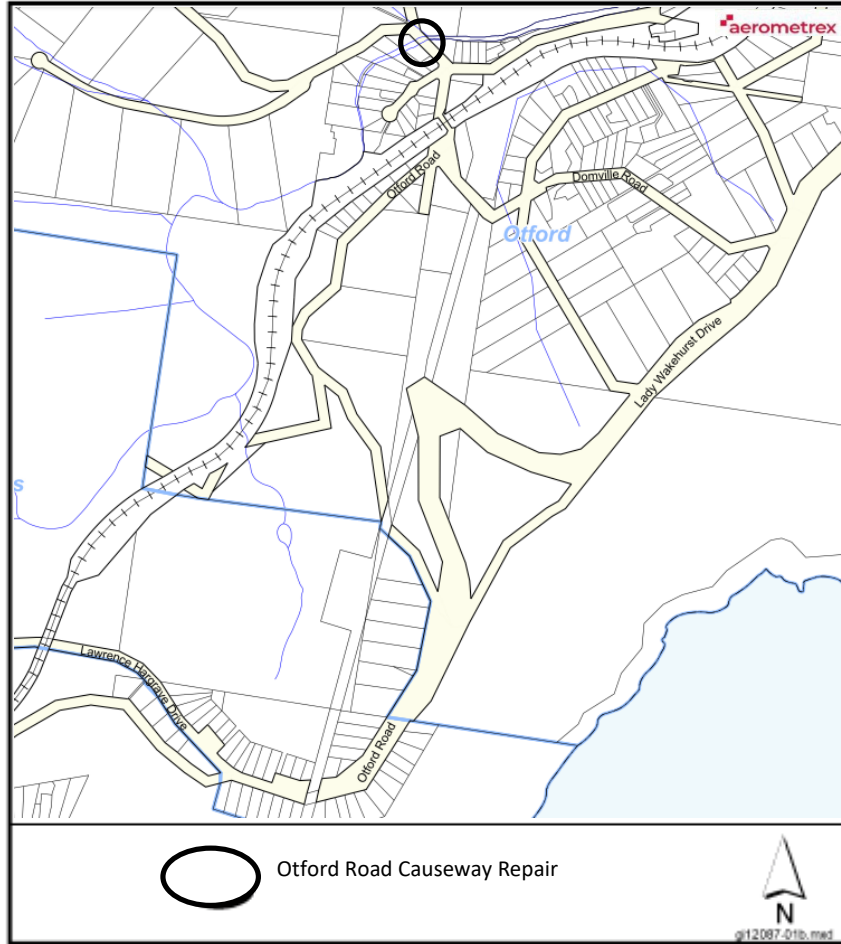 aerometrex
Otford Road
Domville Road
Otford
Lady Wakehurst Drive
s
Lawrence Hargrave Drive
Otford Road
Otford Road Causeway Repair
N
gi12087-01b.mxd